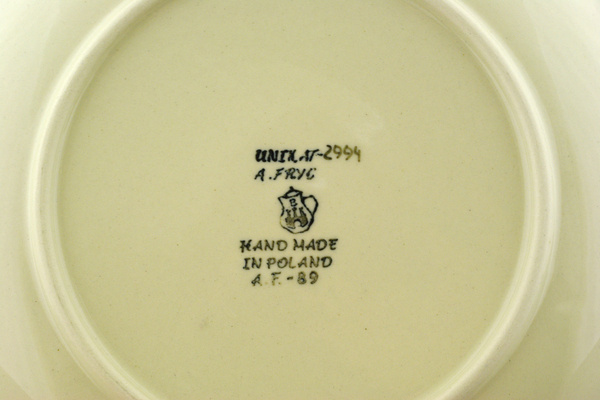 UNIKAT-2994
A.FRYC
HAND MADE
IN POLAND
A.F.-89